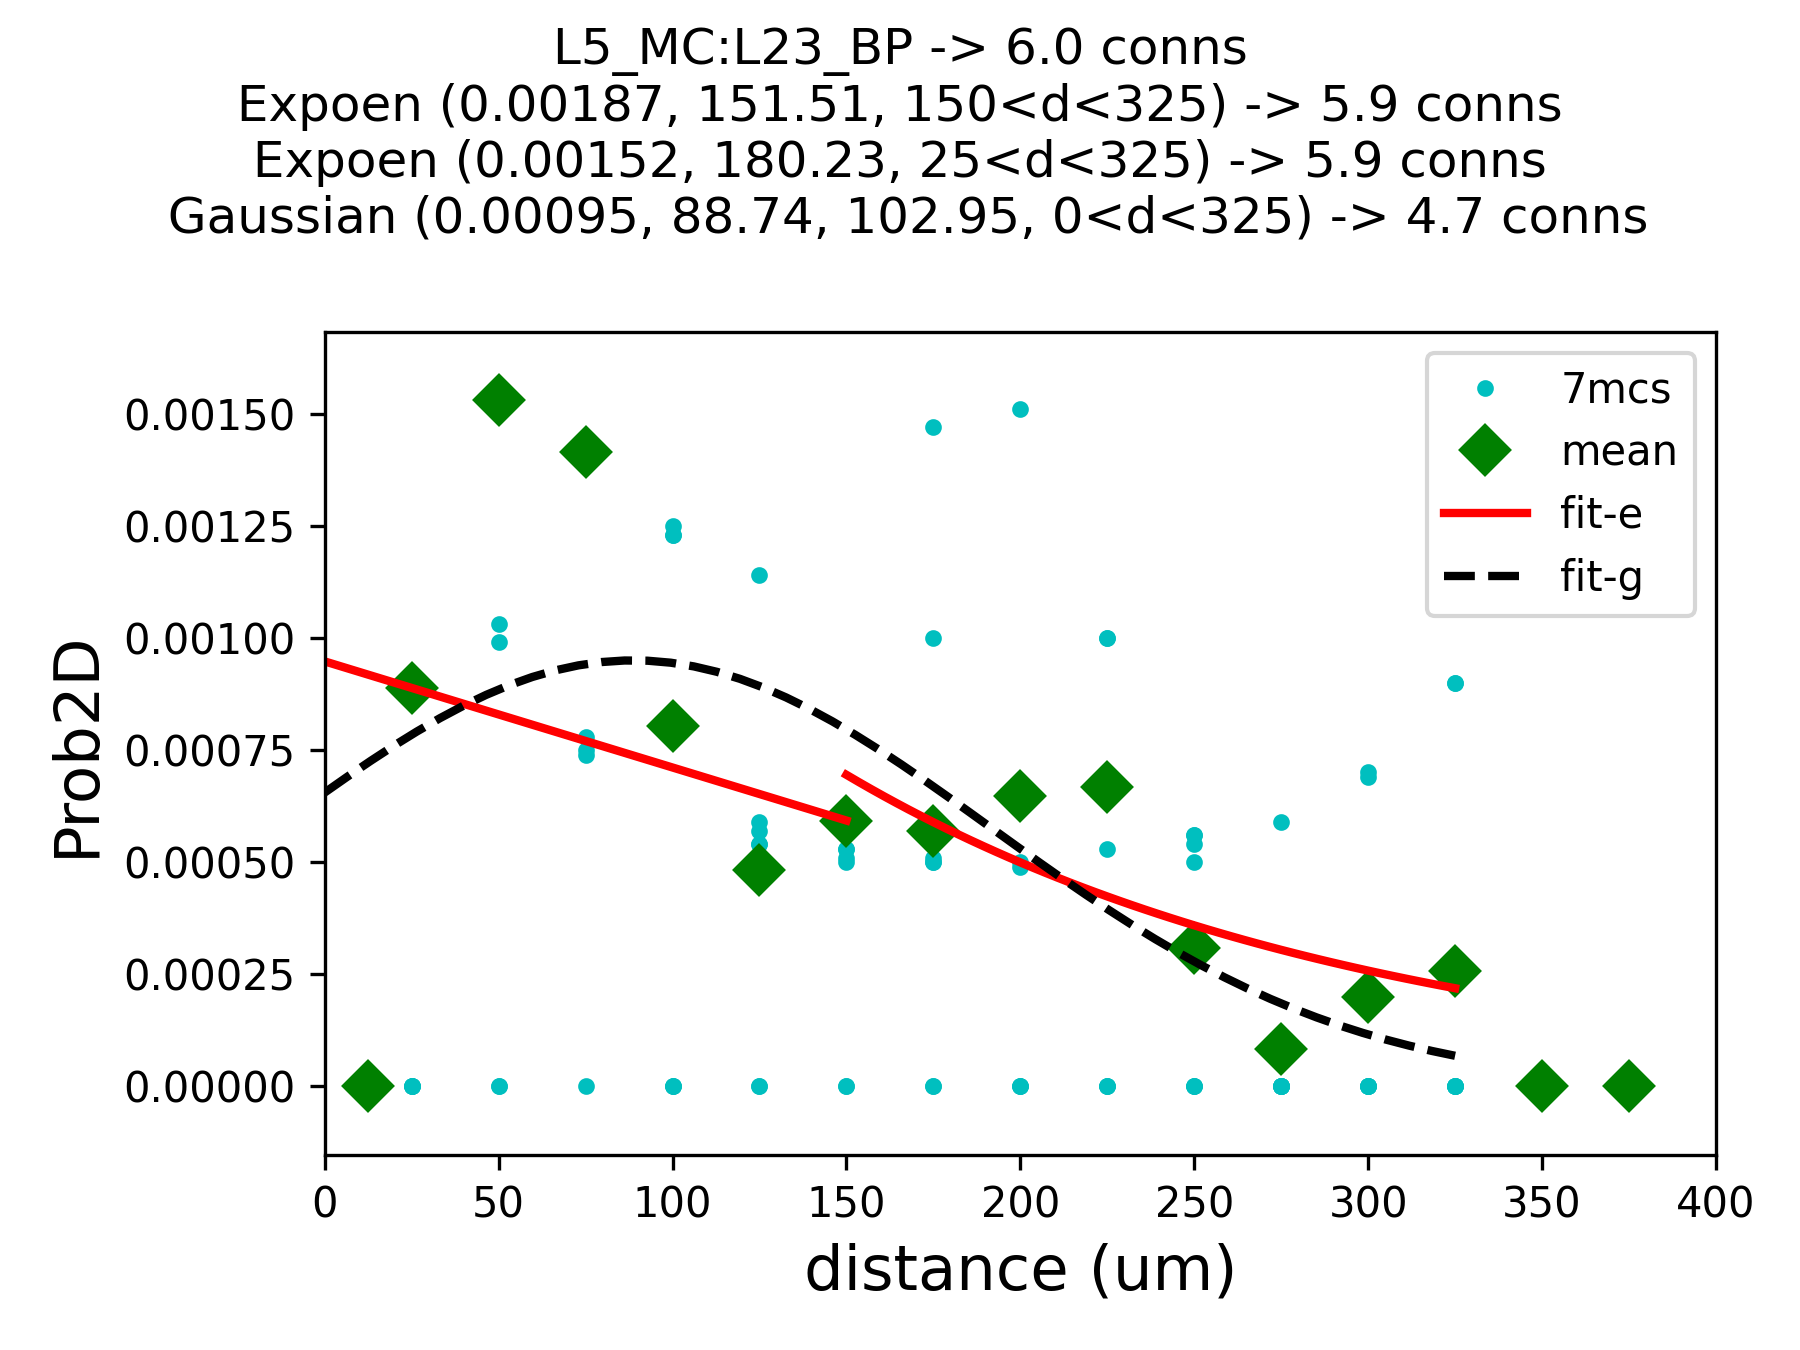 L5_MC:L23_BP -> 6.0 conns
Expoen (0.00187, 151.51, 150<d<325) -> 5.9 conns
Expoen (0.00152, 180.23, 25<d<325) -> 5.9 conns
Gaussian (0.00095, 88.74, 102.95, 0<d<325) -> 4.7 conns
7mcs
mean
fit-e
fit-g
Prob2D
0.00150
0.00125
0.00100
0.00075
0.00050
0.00025
0.00000
0 50 100 150 200 250 300 350 400
distance (um)